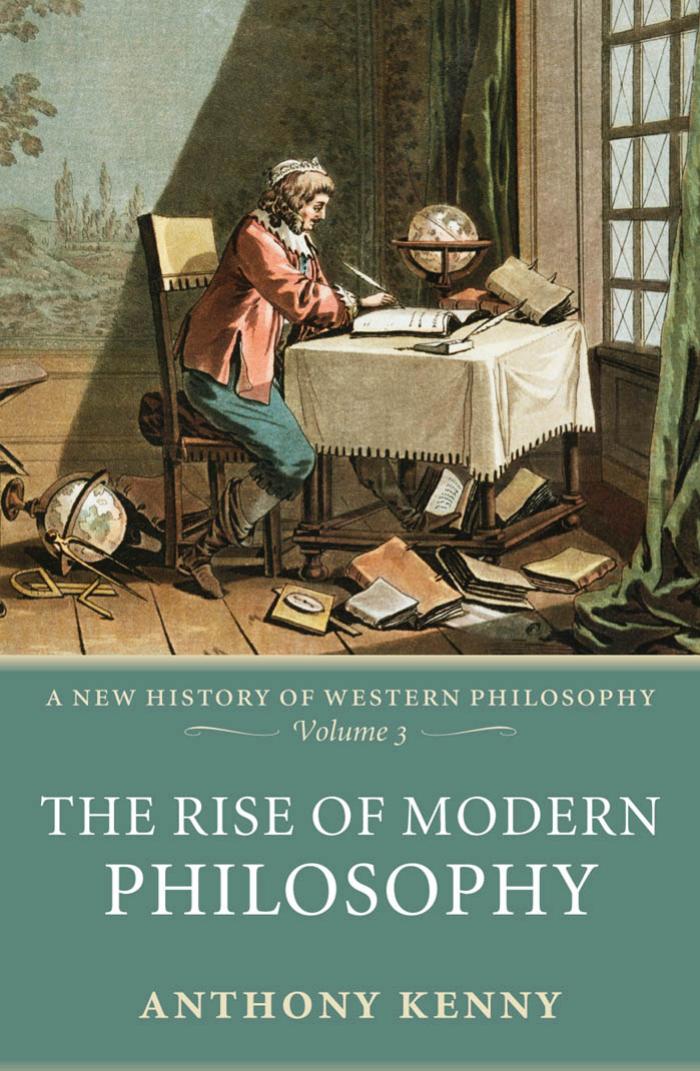 A NEW HISTORY OF WESTERN PHILOSOPHY
Volume 3
THE RISE OF MODERN
PHILOSOPHY
ANTHONY KENNY